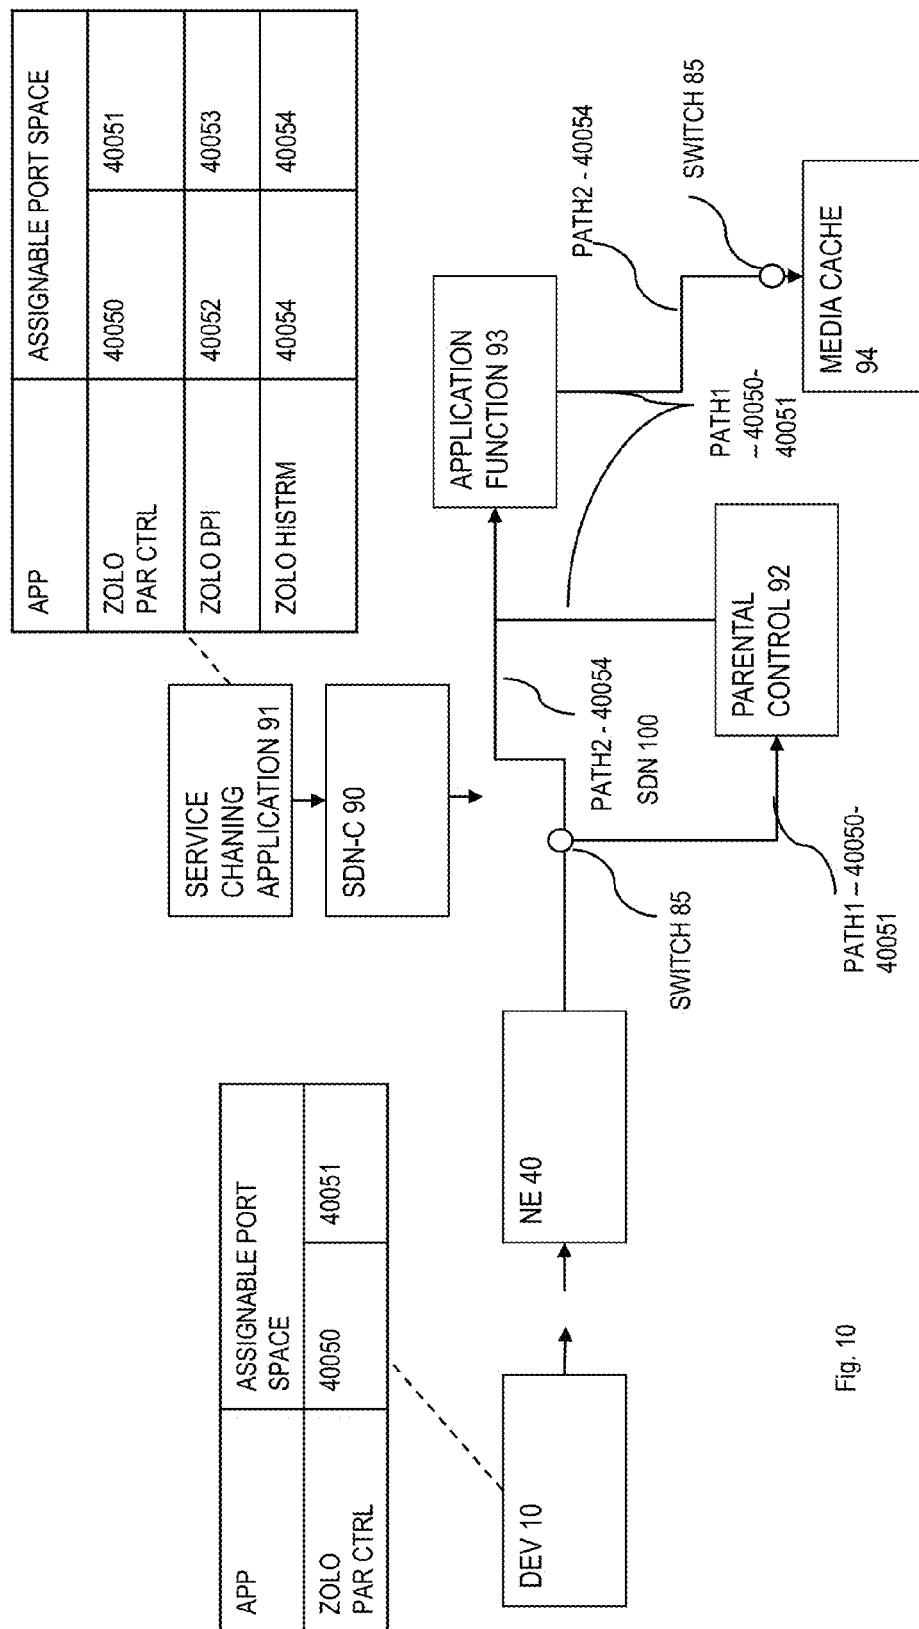 APP
ASSIGNABLE PORT SPACE
ZOLO
PAR CTRL
40050
40051
ZOLO DPI
40052
40053
ZOLO HISTRM
40054
40054
APP
ASSIGNABLE PORT
SPACE
ZOLO
PAR CTRL
40050
40051
SERVICE
CHANING
APPLICATION 91
SDN-C 90
DEV 10
NE 40
SWITCH 85
PATH2 - 40054
SDN 100
PATH1 – 40050-
40051
PARENTAL
CONTROL 92
APPLICATION
FUNCTION 93
PATH1
– 40050-
40051
PATH2 - 40054
SWITCH 85
MEDIA CACHE
94
Fig. 10